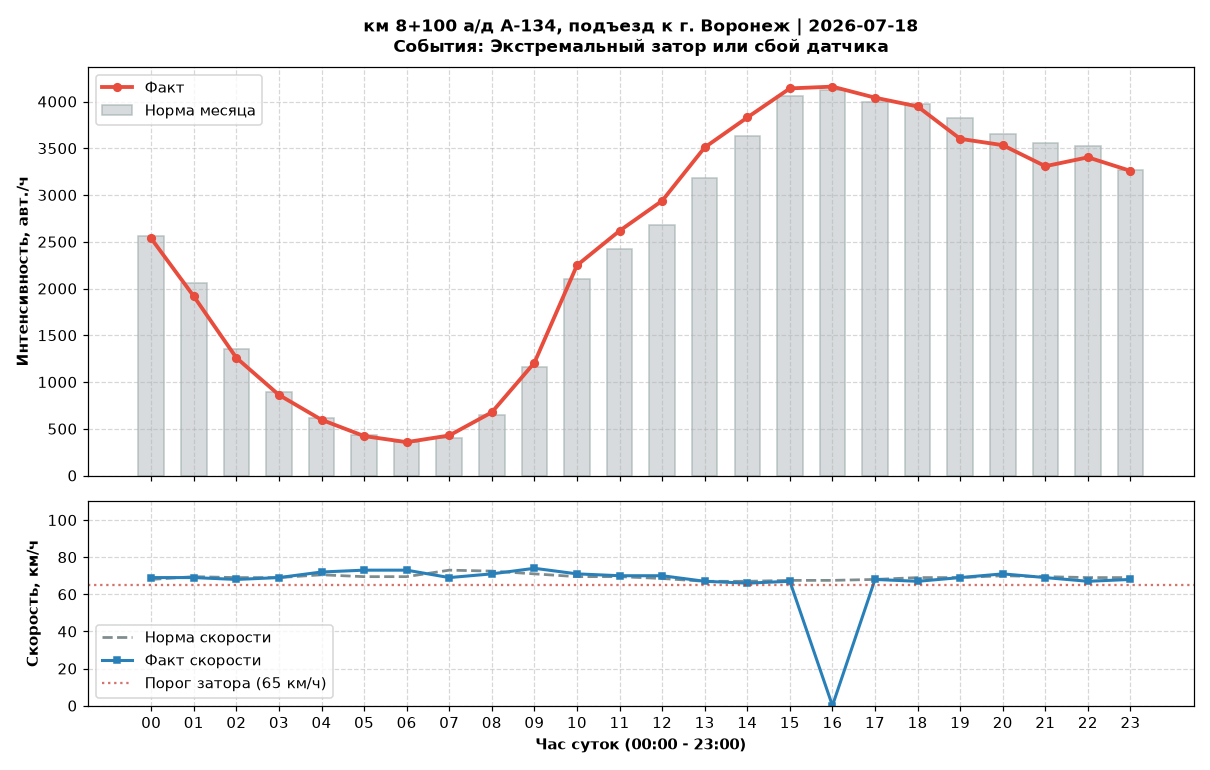 км 8+100 а/д А-134, подъезд к г. Воронеж | 2026-07-18
События: Экстремальный затор или сбой датчика
Интенсивность, авт./ч
4000
3500
3000
2500
2000
1500
1000
500
0
Факт
Норма месяца
Скорость, км/ч
100
80
60
40
20
0
Норма скорости
Факт скорости
Порог затора (65 км/ч)
00 01 02 03 04 05 06 07 08 09 10 11 12 13 14 15 16 17 18 19 20 21 22 23
Час суток (00:00 - 23:00)